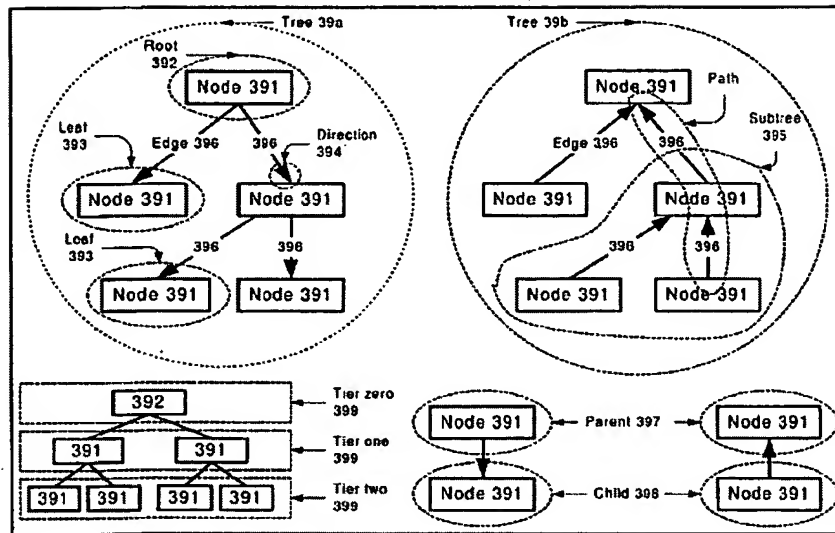 Tree 39a
Root
392
Node 391
Leaf
393
Edge 396
396
Direction
394
Node 391
Node 391
Leaf
393
396
396
Node 391
Node 391
Tree 39b
Node 391
Path
Subtree
395
Edge 396
396
Node 391
Node 391
396
396
Node 391
Node 391
392
Tier zero
399
391
391
Tier one
399
391
391
391
391
Tier two
399
Node 391
Parent 397
Node 391
Node 391
Child 398
Node 391